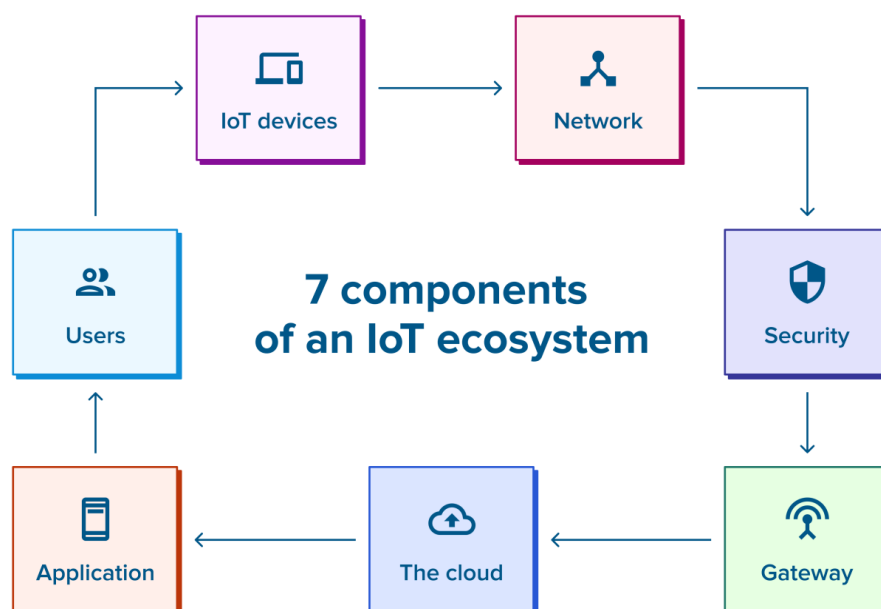 IoT devices
Network
Users
7 components
of an IoT ecosystem
Security
Application
The cloud
Gateway